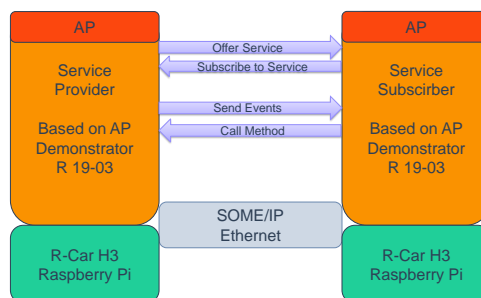 AP
Service
Provider
Based on AP
Demonstrator
R 19-03
R-Car H3
Raspberry Pi
Offer Service
Subscribe to Service
Send Events
Call Method
SOME/IP
Ethernet
AP
Service
Subscirber
Based on AP
Demonstrator
R 19-03
R-Car H3
Raspberry Pi